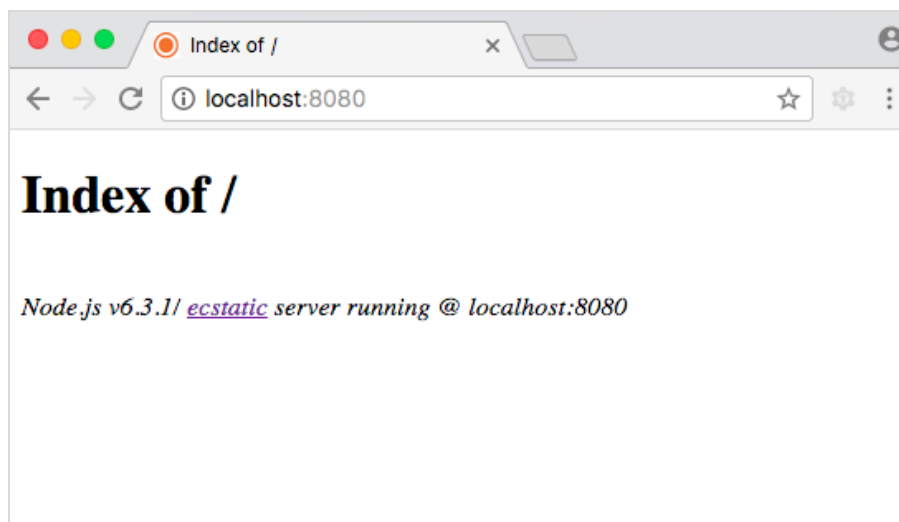 Index of /
localhost:8080
Index of /
Node.js v6.3.1/ ecstatic server running @ localhost:8080